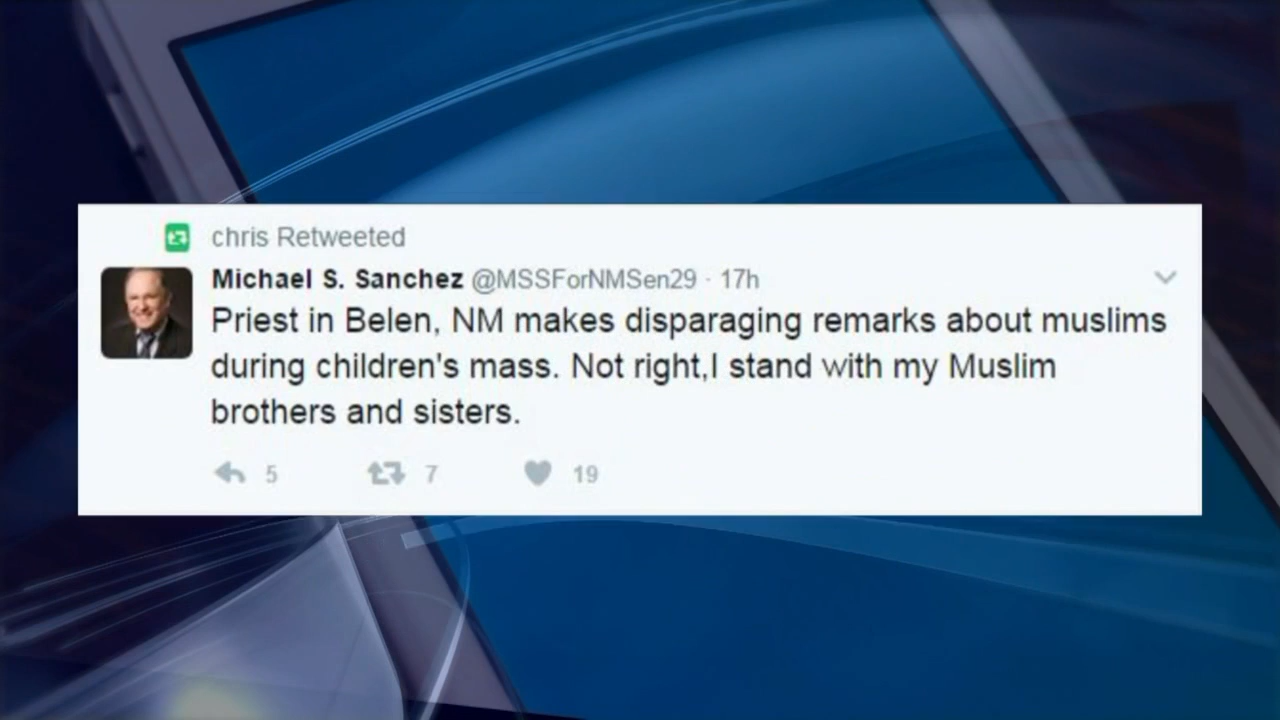 chris Retweeted
Michael S. Sanchez @MSSForNMSen29 · 17h
Priest in Belen, NM makes disparaging remarks about muslims
during children's mass. Not right,I stand with my Muslim
brothers and sisters.
5 7 19